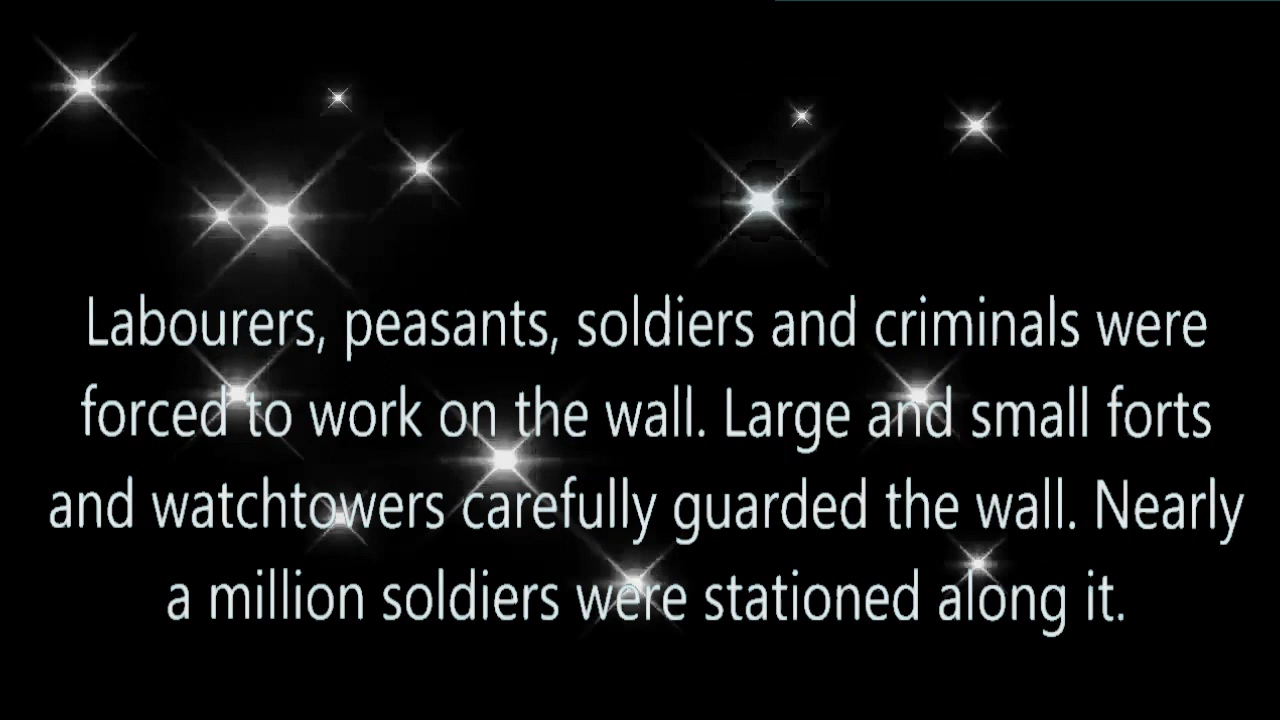 Labourers, peasants, soldiers and criminals were
forced to work on the wall. Large and small forts
and watchtowers carefully guarded the wall. Nearly
a million soldiers were stationed along it.